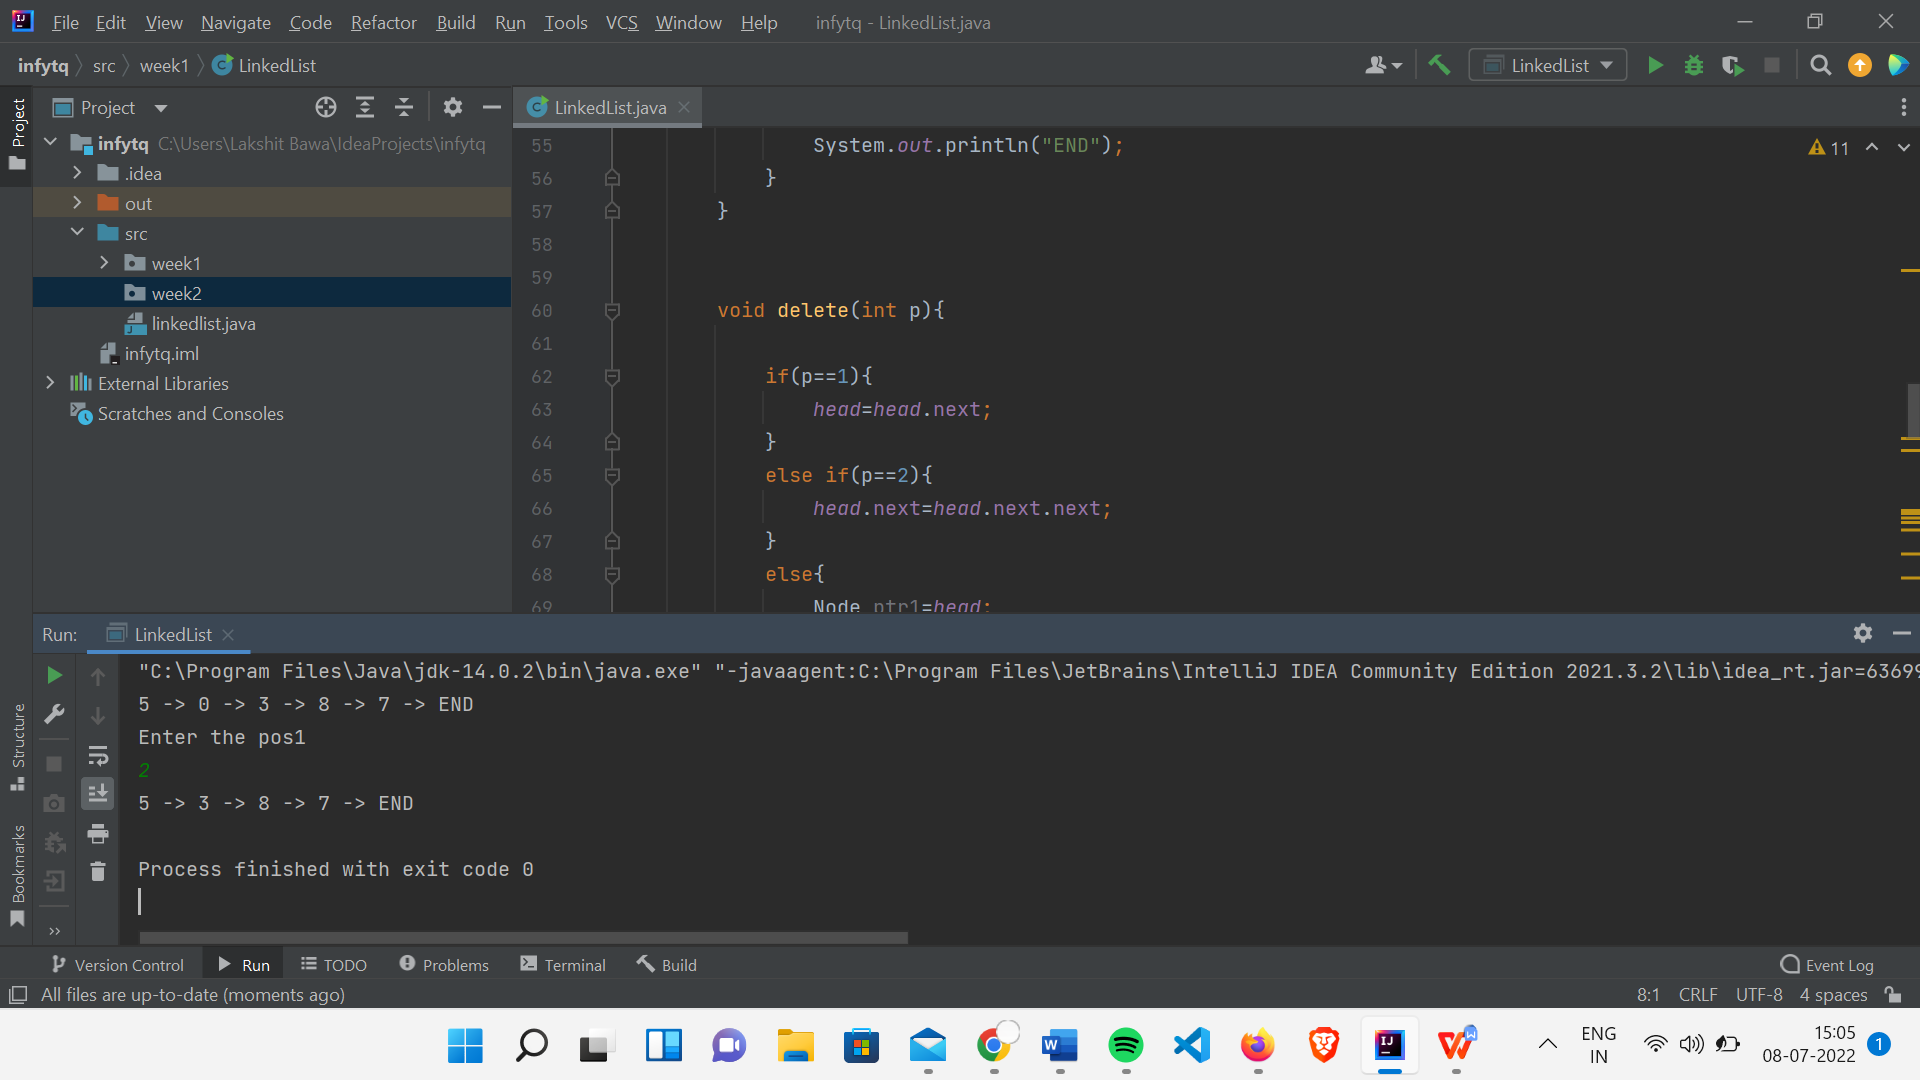 File Edit View Navigate Code Refactor Build Run Tools VCS Window Help infytq - LinkedList.java
infytq src week1 LinkedList LinkedList
Project
Project LinkedList.java
infytq C:\Users\Lakshit Bawa\IdeaProjects\infytq
.idea
out
src
week1
week2
linkedlist.java
infytq.iml
External Libraries
Scratches and Consoles
11
55 System.out.println("END");
56 }
57 }
58
59
60 void delete(int p){
61
62 if(p==1){
63 head=head.next;
64 }
65 else if(p==2){
66 head.next=head.next.next;
67 }
68 else{
69 Node ptr1=head;
Run: LinkedList
"C:\Program Files\Java\jdk-14.0.2\bin\java.exe" "-javaagent:C:\Program Files\JetBrains\IntelliJ IDEA Community Edition 2021.3.2\lib\idea_rt.jar=63699
5 -> 0 -> 3 -> 8 -> 7 -> END
Enter the pos1
2
5 -> 3 -> 8 -> 7 -> END
Process finished with exit code 0
Structure
Bookmarks
Version Control Run TODO Problems Terminal Build Event Log
All files are up-to-date (moments ago) 8:1 CRLF UTF-8 4 spaces
ENG
IN
15:05
08-07-2022
1